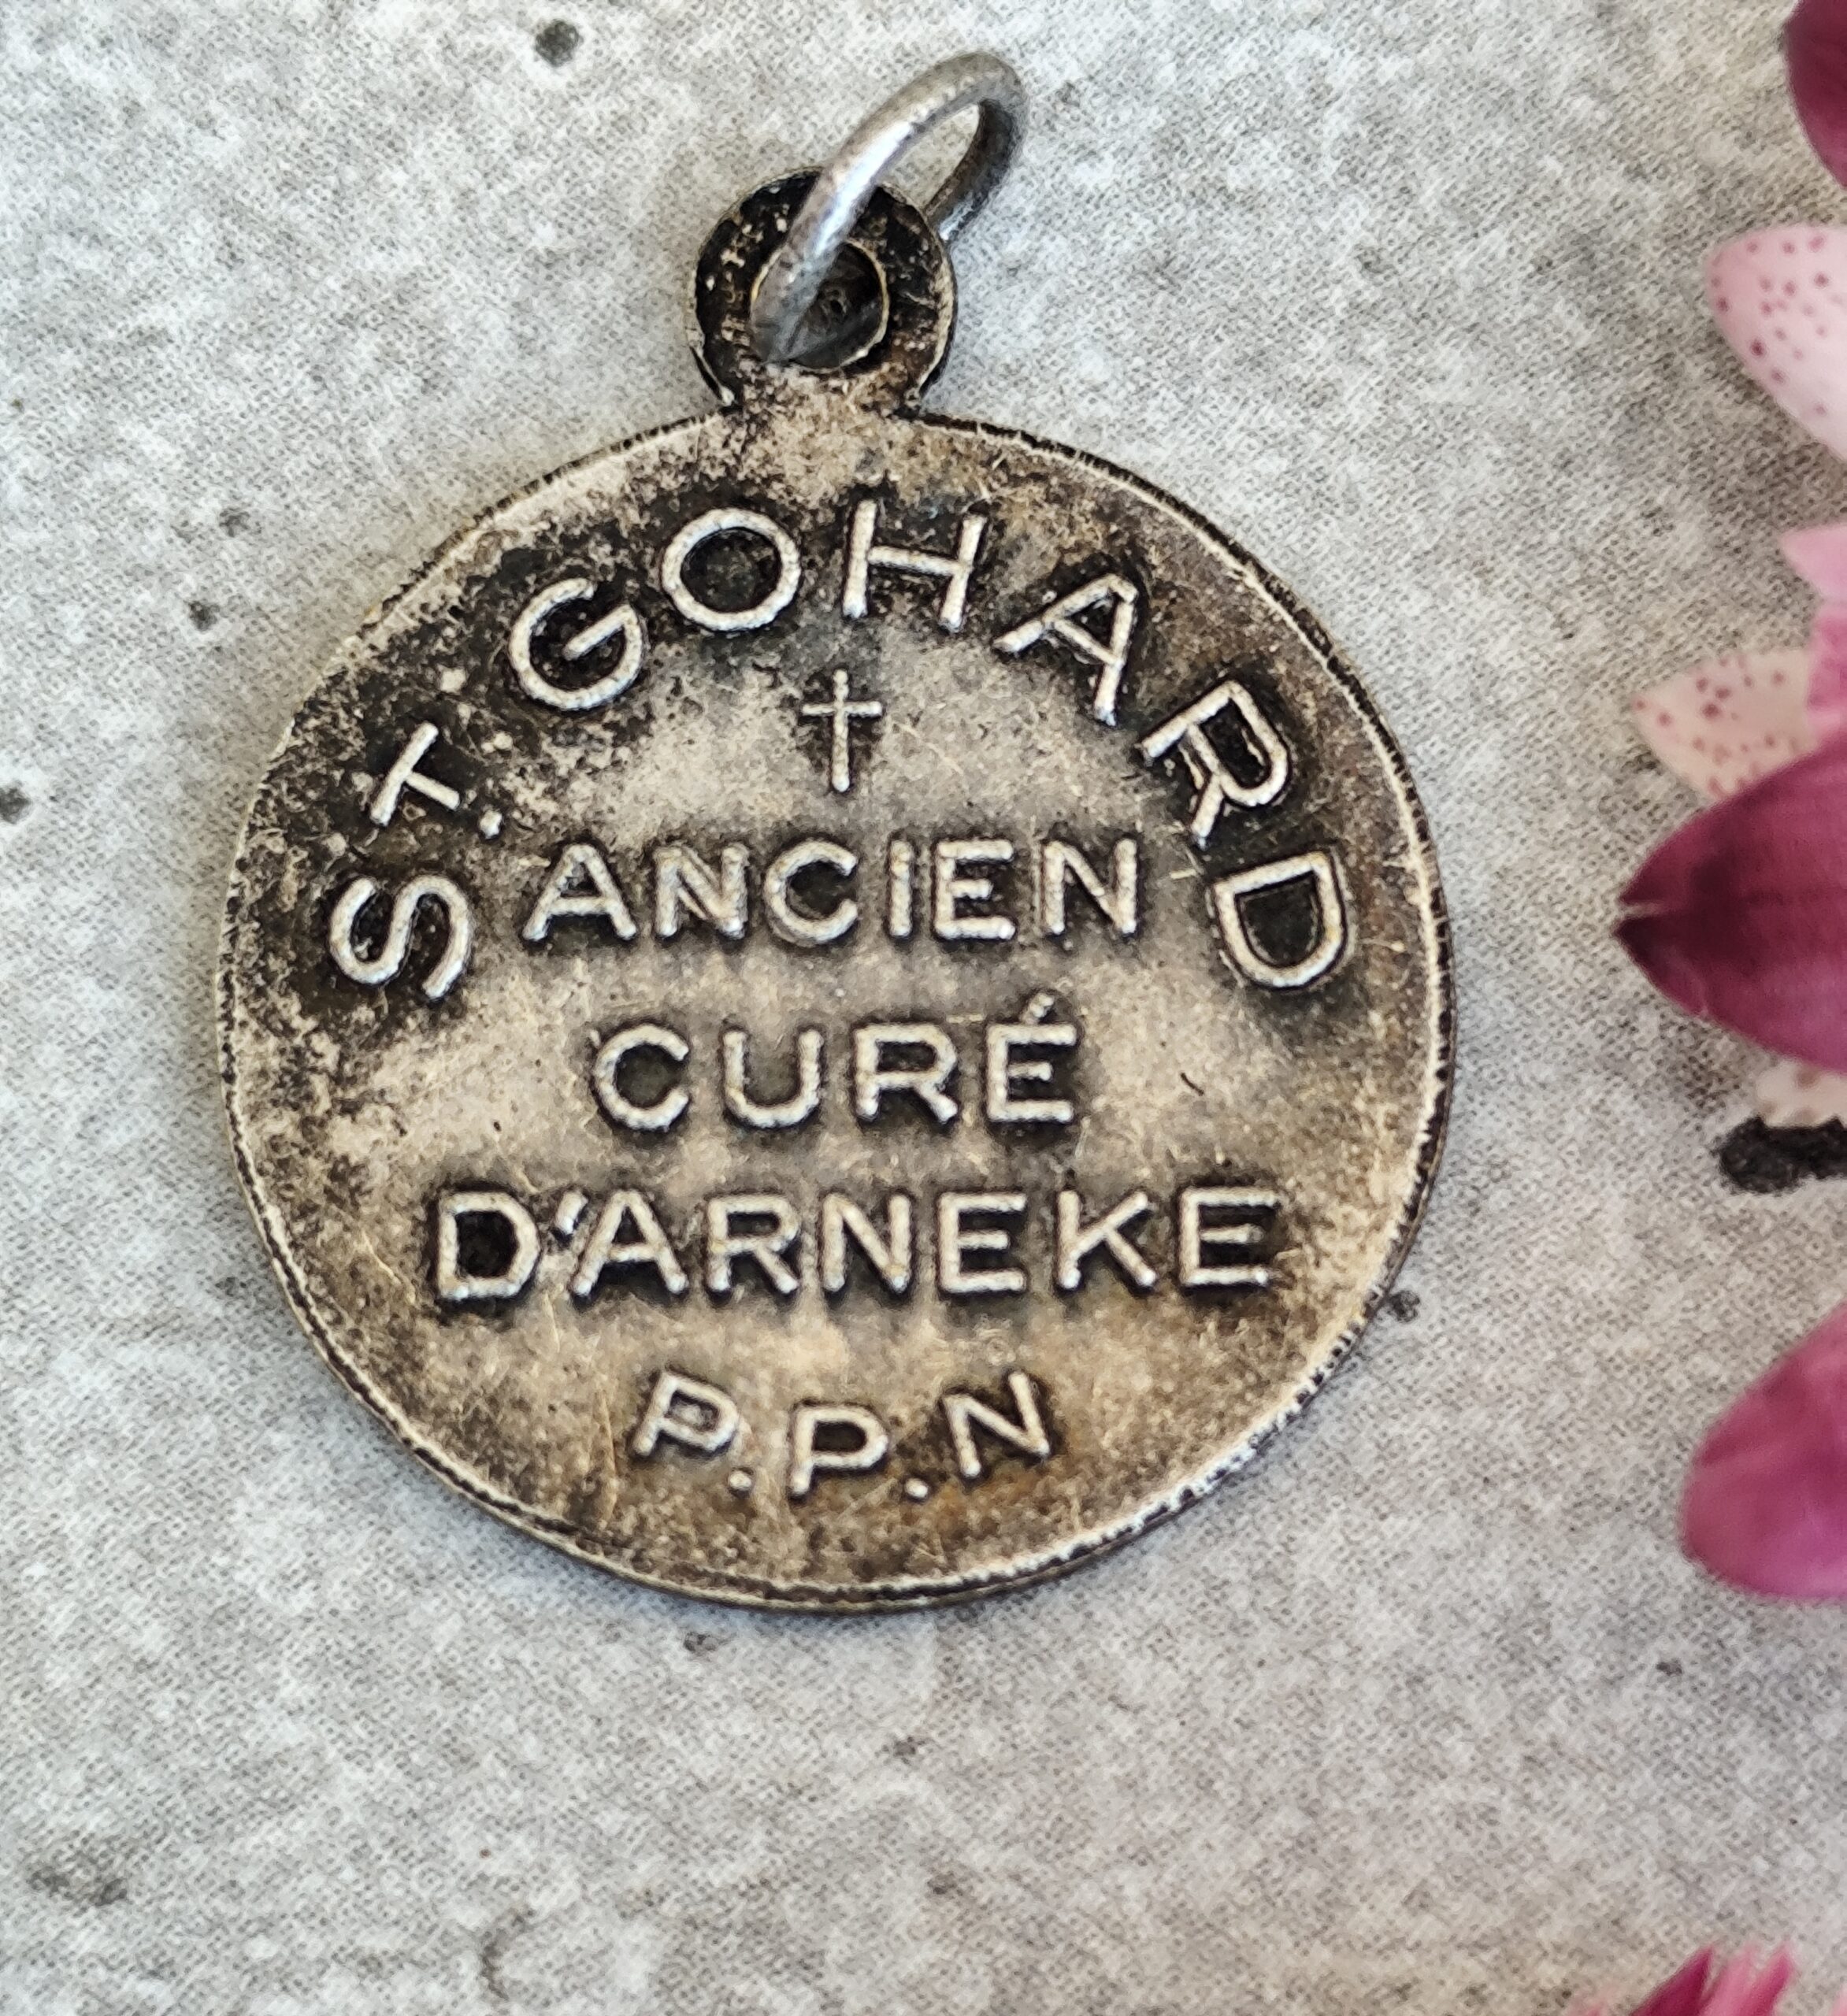 ST. GOHARD
ANCIEN
CURÉ
D'ARNEKE
P.P.N